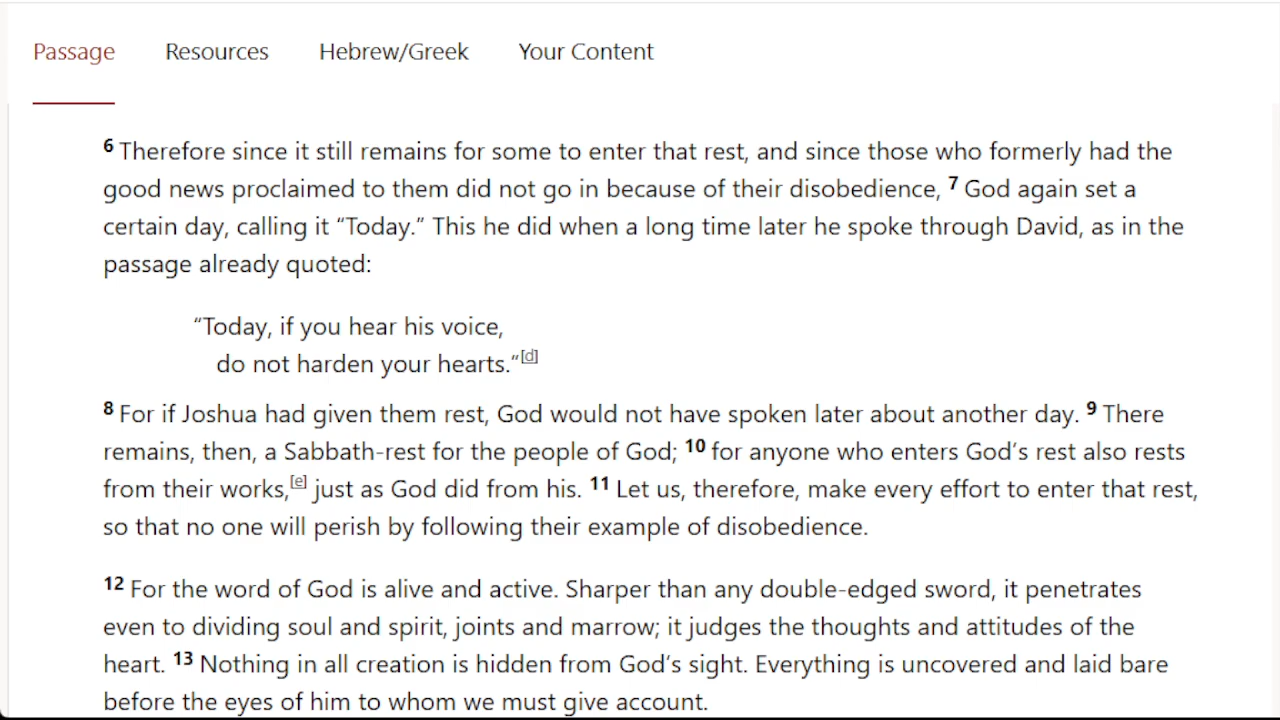 Passage Resources Hebrew/Greek Your Content
6 Therefore since it still remains for some to enter that rest, and since those who formerly had the
good news proclaimed to them did not go in because of their disobedience, 7 God again set a
certain day, calling it “Today.” This he did when a long time later he spoke through David, as in the
passage already quoted:
“Today, if you hear his voice,
do not harden your hearts.”[d]
8 For if Joshua had given them rest, God would not have spoken later about another day. 9 There
remains, then, a Sabbath-rest for the people of God; 10 for anyone who enters God’s rest also rests
from their works,[e] just as God did from his. 11 Let us, therefore, make every effort to enter that rest,
so that no one will perish by following their example of disobedience.
12 For the word of God is alive and active. Sharper than any double-edged sword, it penetrates
even to dividing soul and spirit, joints and marrow; it judges the thoughts and attitudes of the
heart. 13 Nothing in all creation is hidden from God’s sight. Everything is uncovered and laid bare
before the eyes of him to whom we must give account.